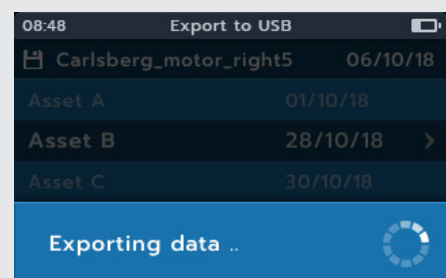 08:48 Export to USB
Carlsberg_motor_right5 06/10/18
Asset A 01/10/18
Asset B 28/10/18 >
Asset C 30/10/18
Exporting data ..